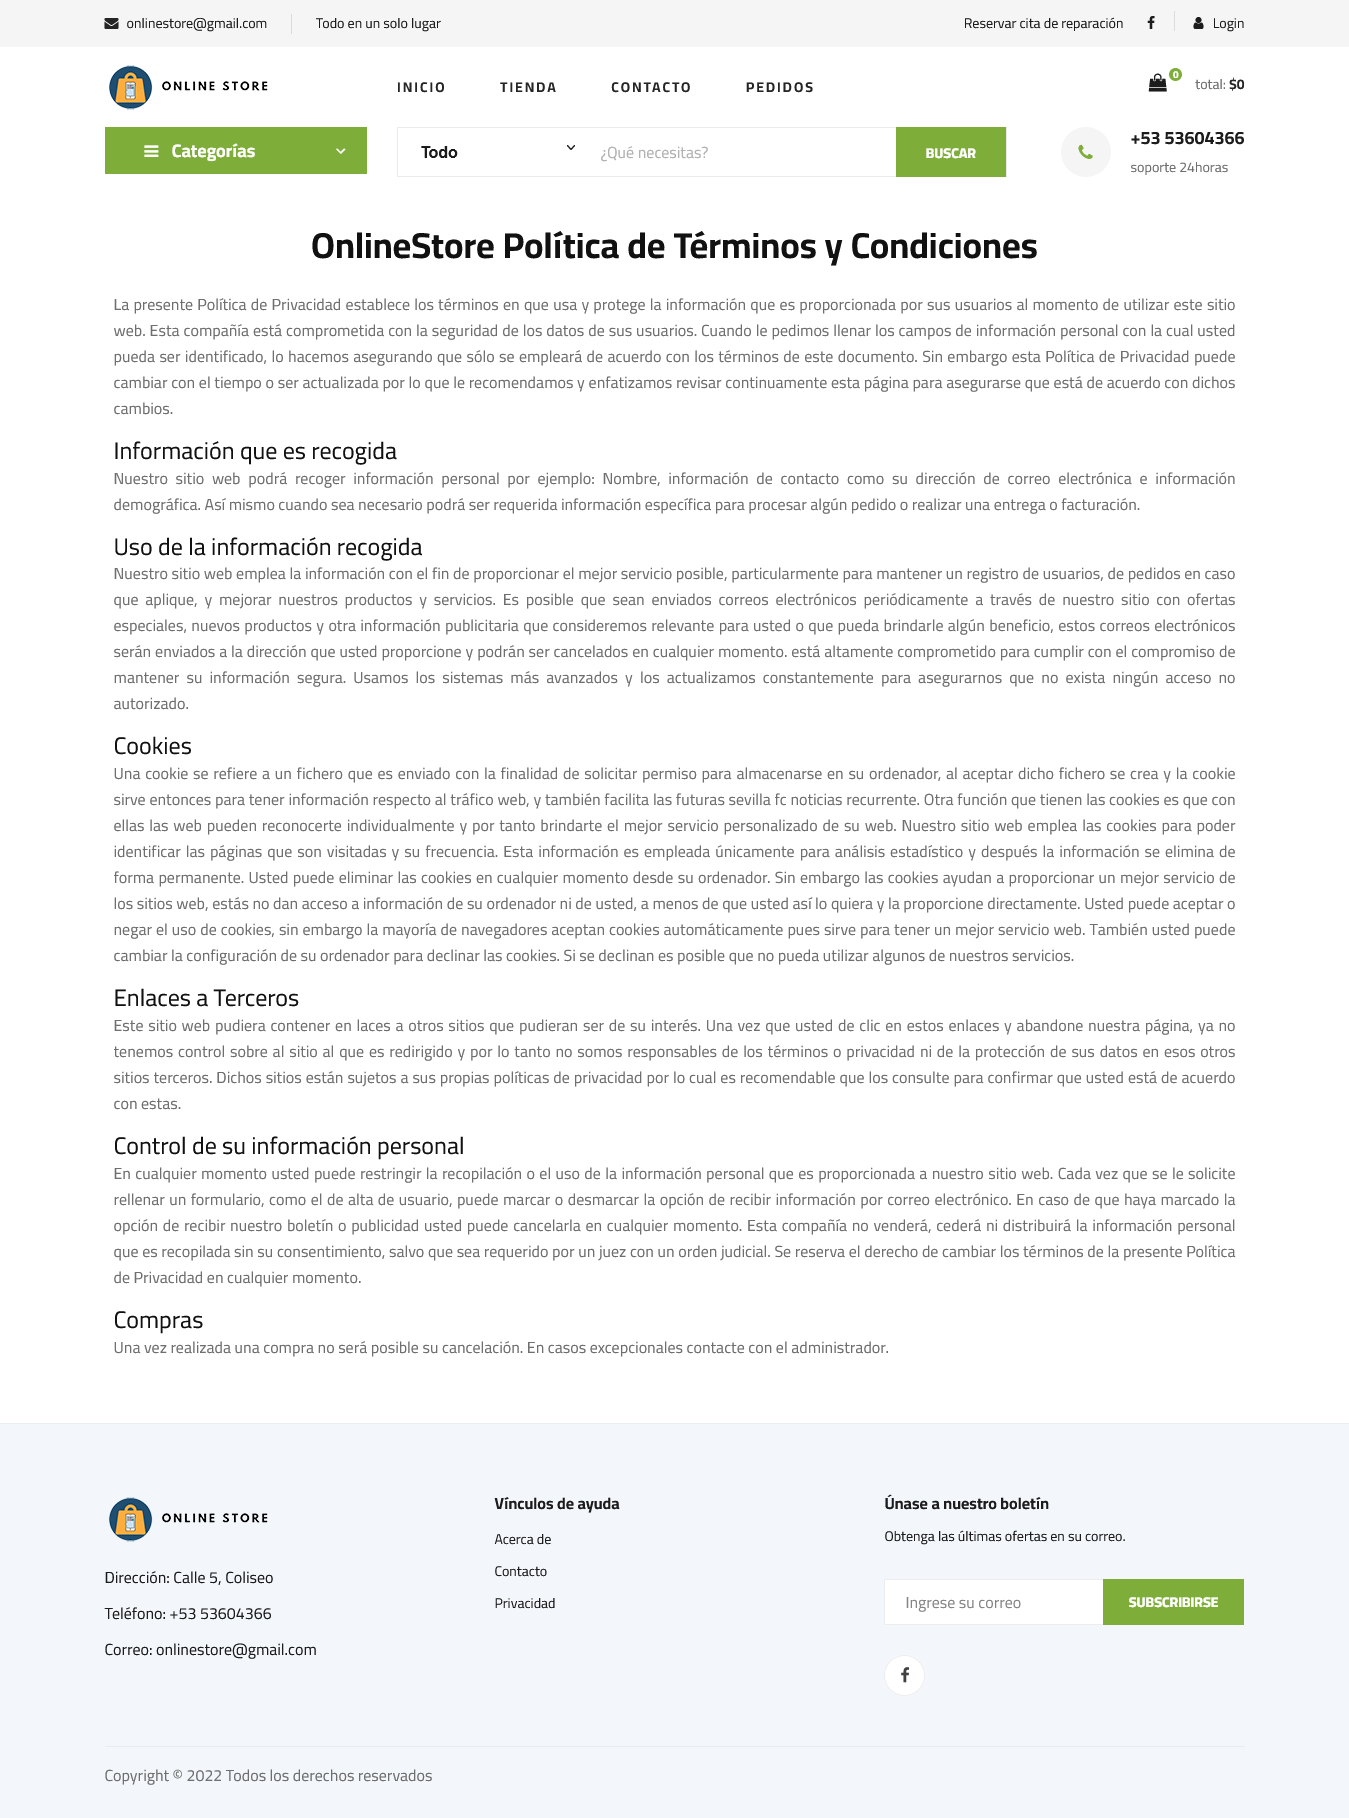 onlinestore@gmail.com
Todo en un solo lugar
Reservar cita de reparación
Login
ONLINE STORE
INICIO
TIENDA
CONTACTO
PEDIDOS
0
total: $0
Categorías
Todo
¿Qué necesitas?
BUSCAR
+53 53604366
soporte 24horas
OnlineStore Política de Términos y Condiciones
La presente Política de Privacidad establece los términos en que usa y protege la información que es proporcionada por sus usuarios al momento de utilizar este sitio
web. Esta compañía está comprometida con la seguridad de los datos de sus usuarios. Cuando le pedimos llenar los campos de información personal con la cual usted
pueda ser identificado, lo hacemos asegurando que sólo se empleará de acuerdo con los términos de este documento. Sin embargo esta Política de Privacidad puede
cambiar con el tiempo o ser actualizada por lo que le recomendamos y enfatizamos revisar continuamente esta página para asegurarse que está de acuerdo con dichos
cambios.
Información que es recogida
Nuestro sitio web podrá recoger información personal por ejemplo: Nombre, información de contacto como su dirección de correo electrónica e información
demográfica. Así mismo cuando sea necesario podrá ser requerida información específica para procesar algún pedido o realizar una entrega o facturación.
Uso de la información recogida
Nuestro sitio web emplea la información con el fin de proporcionar el mejor servicio posible, particularmente para mantener un registro de usuarios, de pedidos en caso
que aplique, y mejorar nuestros productos y servicios. Es posible que sean enviados correos electrónicos periódicamente a través de nuestro sitio con ofertas
especiales, nuevos productos y otra información publicitaria que consideremos relevante para usted o que pueda brindarle algún beneficio, estos correos electrónicos
serán enviados a la dirección que usted proporcione y podrán ser cancelados en cualquier momento. está altamente comprometido para cumplir con el compromiso de
mantener su información segura. Usamos los sistemas más avanzados y los actualizamos constantemente para asegurarnos que no exista ningún acceso no
autorizado.
Cookies
Una cookie se refiere a un fichero que es enviado con la finalidad de solicitar permiso para almacenarse en su ordenador, al aceptar dicho fichero se crea y la cookie
sirve entonces para tener información respecto al tráfico web, y también facilita las futuras sevilla fc noticias recurrente. Otra función que tienen las cookies es que con
ellas las web pueden reconocerte individualmente y por tanto brindarte el mejor servicio personalizado de su web. Nuestro sitio web emplea las cookies para poder
identificar las páginas que son visitadas y su frecuencia. Esta información es empleada únicamente para análisis estadístico y después la información se elimina de
forma permanente. Usted puede eliminar las cookies en cualquier momento desde su ordenador. Sin embargo las cookies ayudan a proporcionar un mejor servicio de
los sitios web, estás no dan acceso a información de su ordenador ni de usted, a menos de que usted así lo quiera y la proporcione directamente. Usted puede aceptar o
negar el uso de cookies, sin embargo la mayoría de navegadores aceptan cookies automáticamente pues sirve para tener un mejor servicio web. También usted puede
cambiar la configuración de su ordenador para declinar las cookies. Si se declinan es posible que no pueda utilizar algunos de nuestros servicios.
Enlaces a Terceros
Este sitio web pudiera contener en laces a otros sitios que pudieran ser de su interés. Una vez que usted de clic en estos enlaces y abandone nuestra página, ya no
tenemos control sobre al sitio al que es redirigido y por lo tanto no somos responsables de los términos o privacidad ni de la protección de sus datos en esos otros
sitios terceros. Dichos sitios están sujetos a sus propias políticas de privacidad por lo cual es recomendable que los consulte para confirmar que usted está de acuerdo
con estas.
Control de su información personal
En cualquier momento usted puede restringir la recopilación o el uso de la información personal que es proporcionada a nuestro sitio web. Cada vez que se le solicite
rellenar un formulario, como el de alta de usuario, puede marcar o desmarcar la opción de recibir información por correo electrónico. En caso de que haya marcado la
opción de recibir nuestro boletín o publicidad usted puede cancelarla en cualquier momento. Esta compañía no venderá, cederá ni distribuirá la información personal
que es recopilada sin su consentimiento, salvo que sea requerido por un juez con un orden judicial. Se reserva el derecho de cambiar los términos de la presente Política
de Privacidad en cualquier momento.
Compras
Una vez realizada una compra no será posible su cancelación. En casos excepcionales contacte con el administrador.
ONLINE STORE
Dirección: Calle 5, Coliseo
Teléfono: +53 53604366
Correo: onlinestore@gmail.com
Vínculos de ayuda
Acerca de
Contacto
Privacidad
Únase a nuestro boletín
Obtenga las últimas ofertas en su correo.
Ingrese su correo
SUBSCRIBIRSE
Copyright © 2022 Todos los derechos reservados